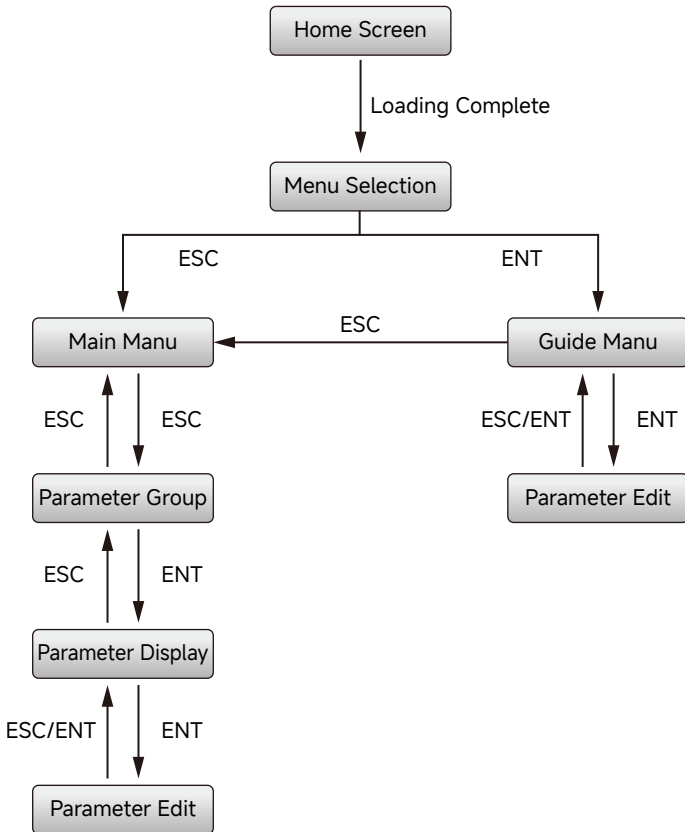 Home Screen
Loading Complete
Menu Selection
ESC
ENT
Main Manu
ESC
Guide Manu
ESC
ESC
ESC/ENT
ENT
Parameter Group
Parameter Edit
ESC
ENT
Parameter Display
ESC/ENT
ENT
Parameter Edit